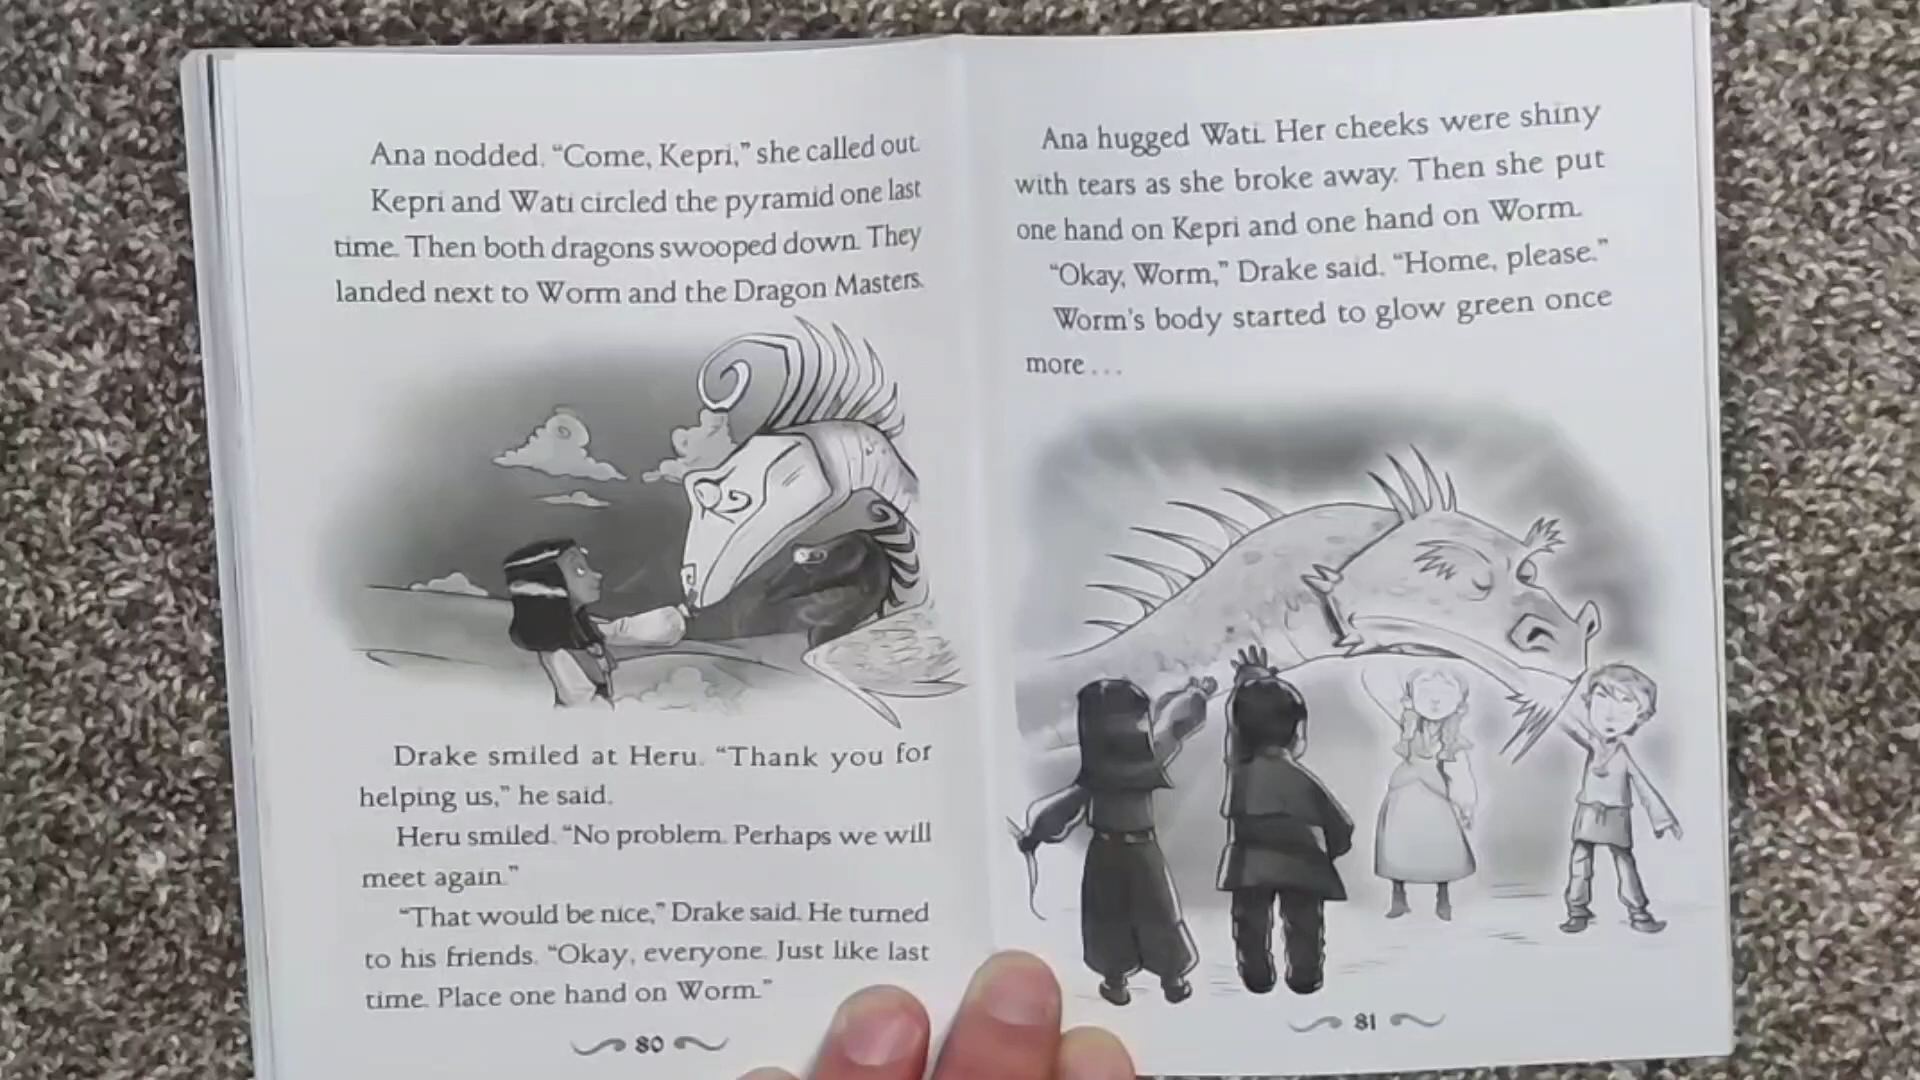 Ana nodded. “Come, Kepri,” she called out.
Kepri and Wati circled the pyramid one last
time. Then both dragons swooped down. They
landed next to Worm and the Dragon Masters.
Drake smiled at Heru. “Thank you for
helping us,” he said.
Heru smiled. “No problem. Perhaps we will
meet again.”
“That would be nice,” Drake said. He turned
to his friends. “Okay, everyone. Just like last
time. Place one hand on Worm.”
80
Ana hugged Wati. Her cheeks were shiny
with tears as she broke away. Then she put
one hand on Kepri and one hand on Worm.
“Okay, Worm,” Drake said. “Home, please.”
Worm’s body started to glow green once
more . . .
81